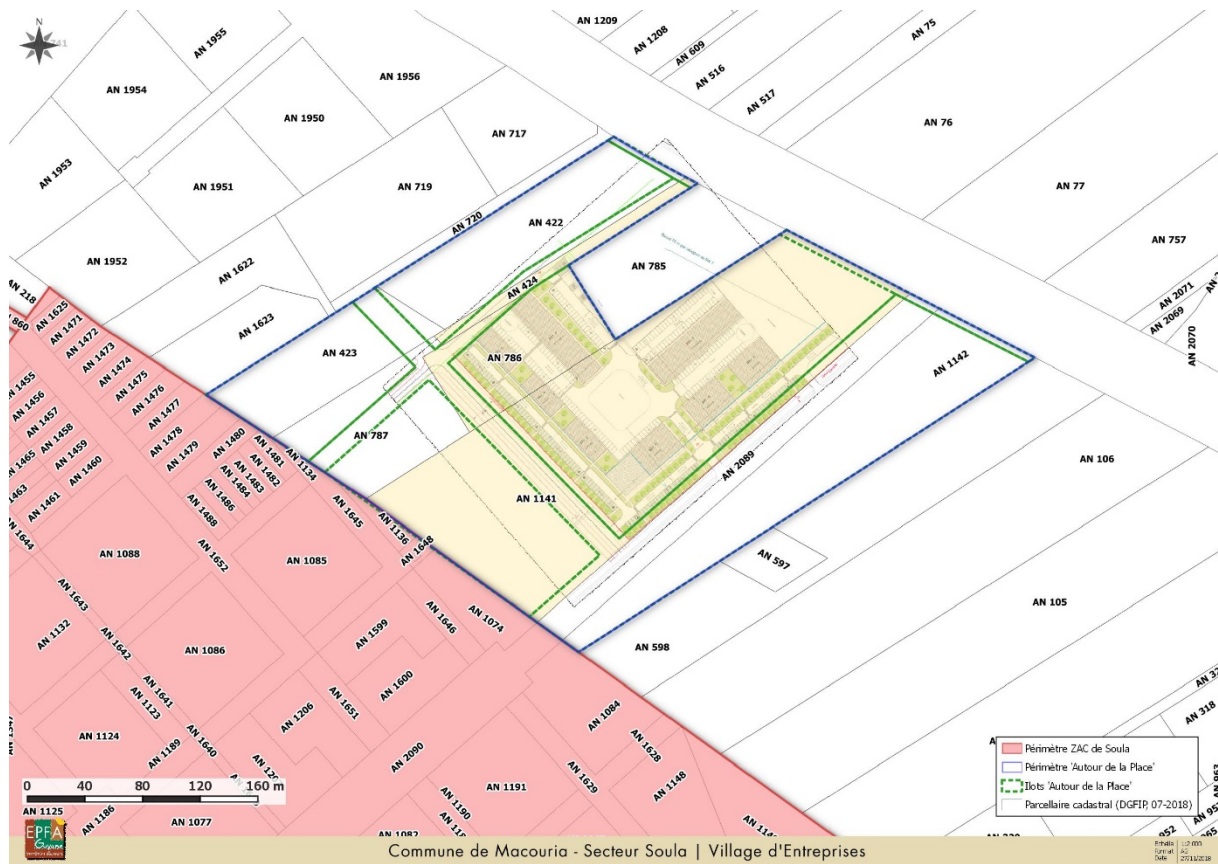 N
AN 1209
AN 1955
AN 1208
AN 75
AN 609
AN 1956
AN 516
AN 1954
AN 517
AN 1950
AN 76
AN 717
AN 1953
AN 1951
AN 719
AN 77
AN 720
AN 422
AN 757
AN 1952
AN 1622
AN 785
AN 218
AN 424
AN 2071
AN 860
AN 1625
AN 1471
AN 2069
AN 1623
AN 1472
AN 2070
AN 1473
AN 423
AN 786
AN 1474
AN 1142
AN 1455
AN 1475
AN 1456
AN 1476
AN 1457
AN 1477
AN 787
AN 1458
AN 1478
AN 1480
AN 1465
AN 1459
AN 1479
AN 1481
AN 1134
AN 1460
AN 1482
AN 2089
AN 106
AN 1483
AN 1463
AN 1484
AN 1461
AN 1486
AN 1141
AN 1645
AN 1488
AN 1136
AN 1644
AN 1648
AN 1088
AN 1652
AN 1085
AN 597
AN 1643
AN 105
AN 1646
AN 1074
AN 1132
AN 1599
AN 1642
AN 1086
AN 598
AN 1600
AN 1641
AN 1123
AN 1651
AN 318
AN 1206
AN 1084
AN 1124
AN 1640
AN 1628
AN 1189
AN 2090
Périmètre ZAC de Soula
Périmètre 'Autour de la Place'
Ilots 'Autour de la Place'
Parcellaire cadastral (DGFIP, 07-2018)
AN 1191
AN 1629
AN 1148
0 40 80 120 160 m
AN 1190
AN 1125
AN 1186
AN 1077
AN 1082
EPFA
Guyane
Commune de Macouria - Secteur Soula | Village d'Entreprises
Echelle 1:2 000
Format A3
Date 27/11/2018